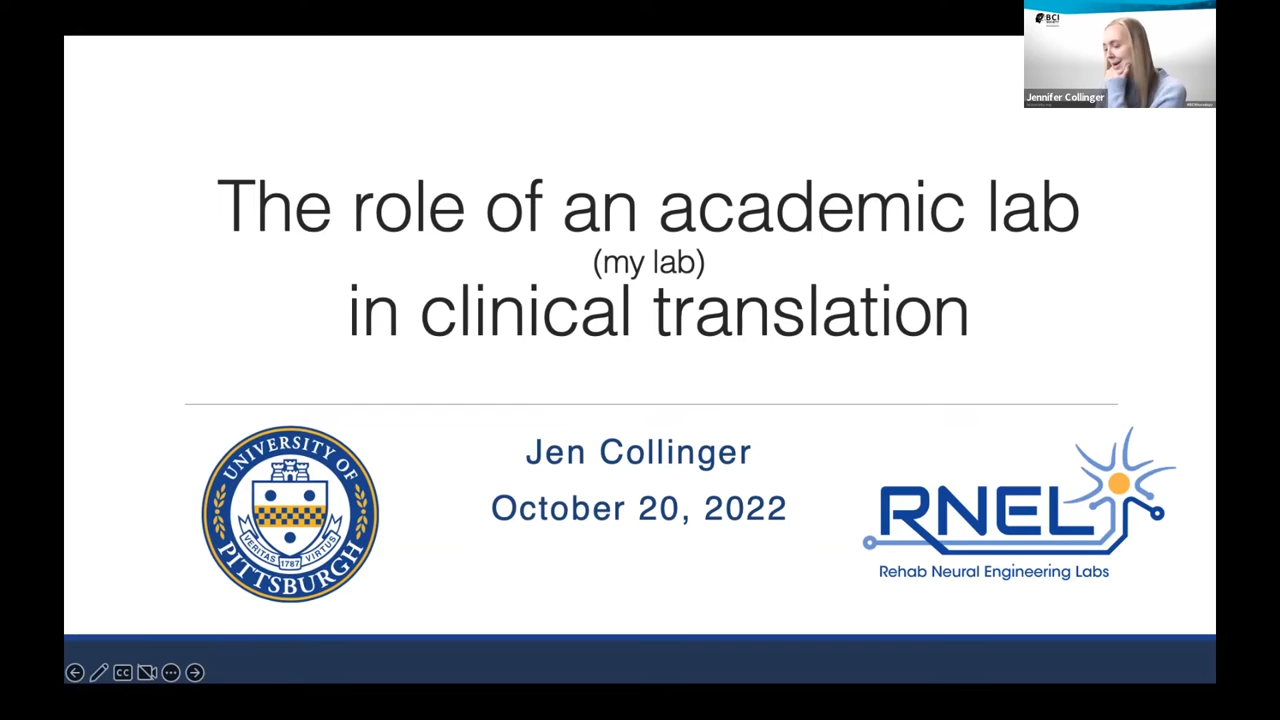 BCI
Jennifer Collinger
The role of an academic lab
(my lab)
in clinical translation
Jen Collinger
October 20, 2022
UNIVERSITY OF
PITTSBURGH
VERITAS
1787
VIRTUS
RNEL
Rehab Neural Engineering Labs
CC